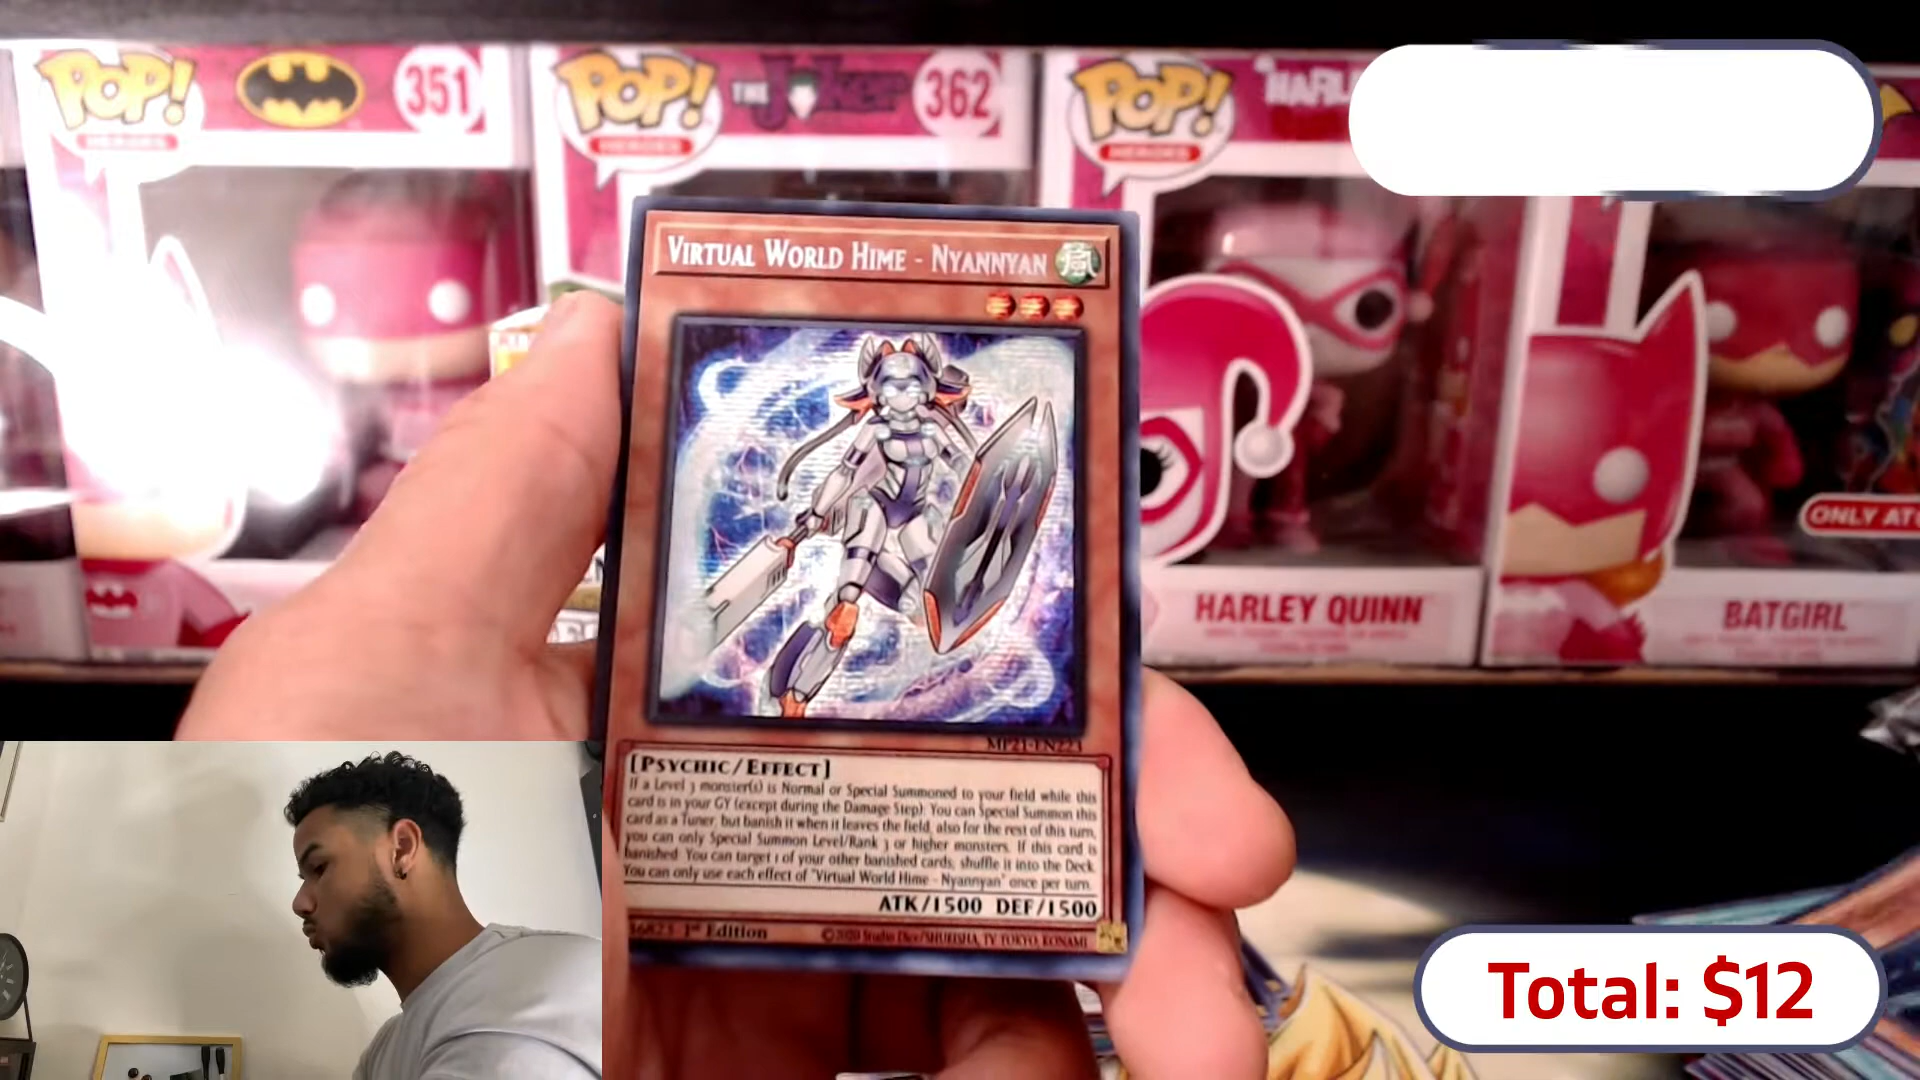 POP!
HEROES
351
POP!
HEROES
THE Joker
362
POP!
HEROES
"HARL
VIRTUAL WORLD HIME - NYANNYAN
風
ONLY AT
HARLEY QUINN
BATGIRL
MP21-EN223
[PSYCHIC/EFFECT]
If a Level 3 monster(s) is Normal or Special Summoned to your field while this
card is in your GY (except during the Damage Step): You can Special Summon this
card as a Tuner, but banish it when it leaves the field, also for the rest of this turn,
you can only Special Summon Level/Rank 3 or higher monsters. If this card is
banished: You can target 1 of your other banished cards; shuffle it into the Deck.
You can only use each effect of "Virtual World Hime - Nyannyan" once per turn.
ATK/1500 DEF/1500
1st Edition
©2020 Studio Dice/SHUEISHA, TV TOKYO, KONAMI
Total: $12